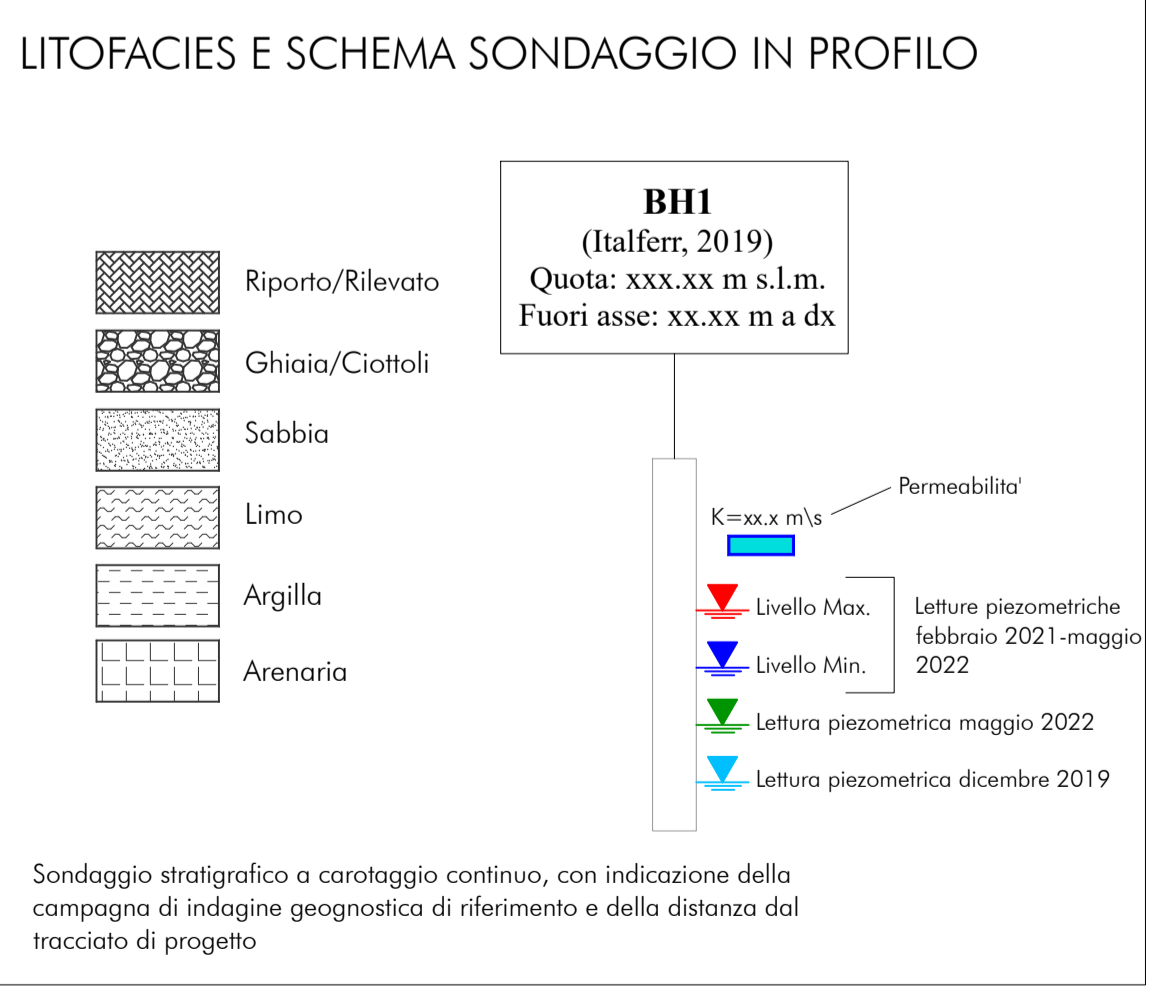 LITOFACIES E SCHEMA SONDAGGIO IN PROFILO
BH1
(Italferr, 2019)
Quota: xxx.xx m s.l.m.
Fuori asse: xx.xx m a dx
Riporto/Rilevato
Ghiaia/Ciottoli
Sabbia
Limo
Argilla
Arenaria
Permeabilita'
K=xx.x m\s
Livello Max.
Livello Min.
Letture piezometriche
febbraio 2021-maggio
2022
Lettura piezometrica maggio 2022
Lettura piezometrica dicembre 2019
Sondaggio stratigrafico a carotaggio continuo, con indicazione della
campagna di indagine geognostica di riferimento e della distanza dal
tracciato di progetto